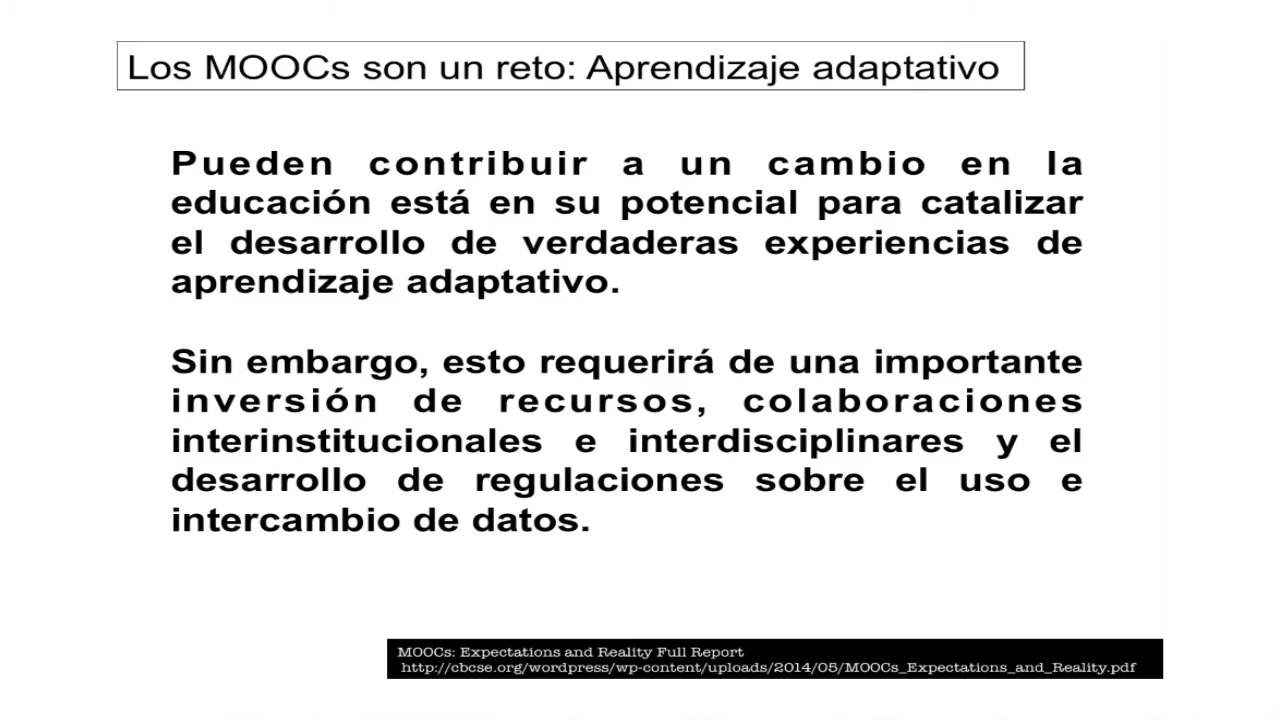 Los MOOCs son un reto: Aprendizaje adaptativo
Pueden contribuir a un cambio en la
educación está en su potencial para catalizar
el desarrollo de verdaderas experiencias de
aprendizaje adaptativo.
Sin embargo, esto requerirá de una importante
inversión de recursos, colaboraciones
interinstitucionales e interdisciplinares y el
desarrollo de regulaciones sobre el uso e
intercambio de datos.
MOOCs: Expectations and Reality Full Report
http://cbcse.org/wordpress/wp-content/uploads/2014/05/MOOCs_Expectations_and_Reality.pdf